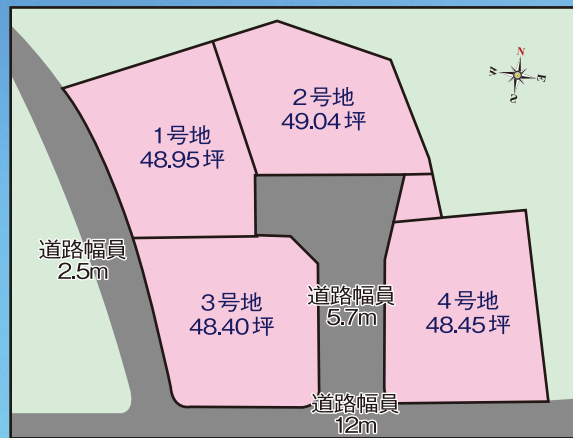 N
W
E
S
2号地
49.04坪
1号地
48.95坪
道路幅員
2.5m
3号地
48.40坪
道路幅員
5.7m
4号地
48.45坪
道路幅員
12m